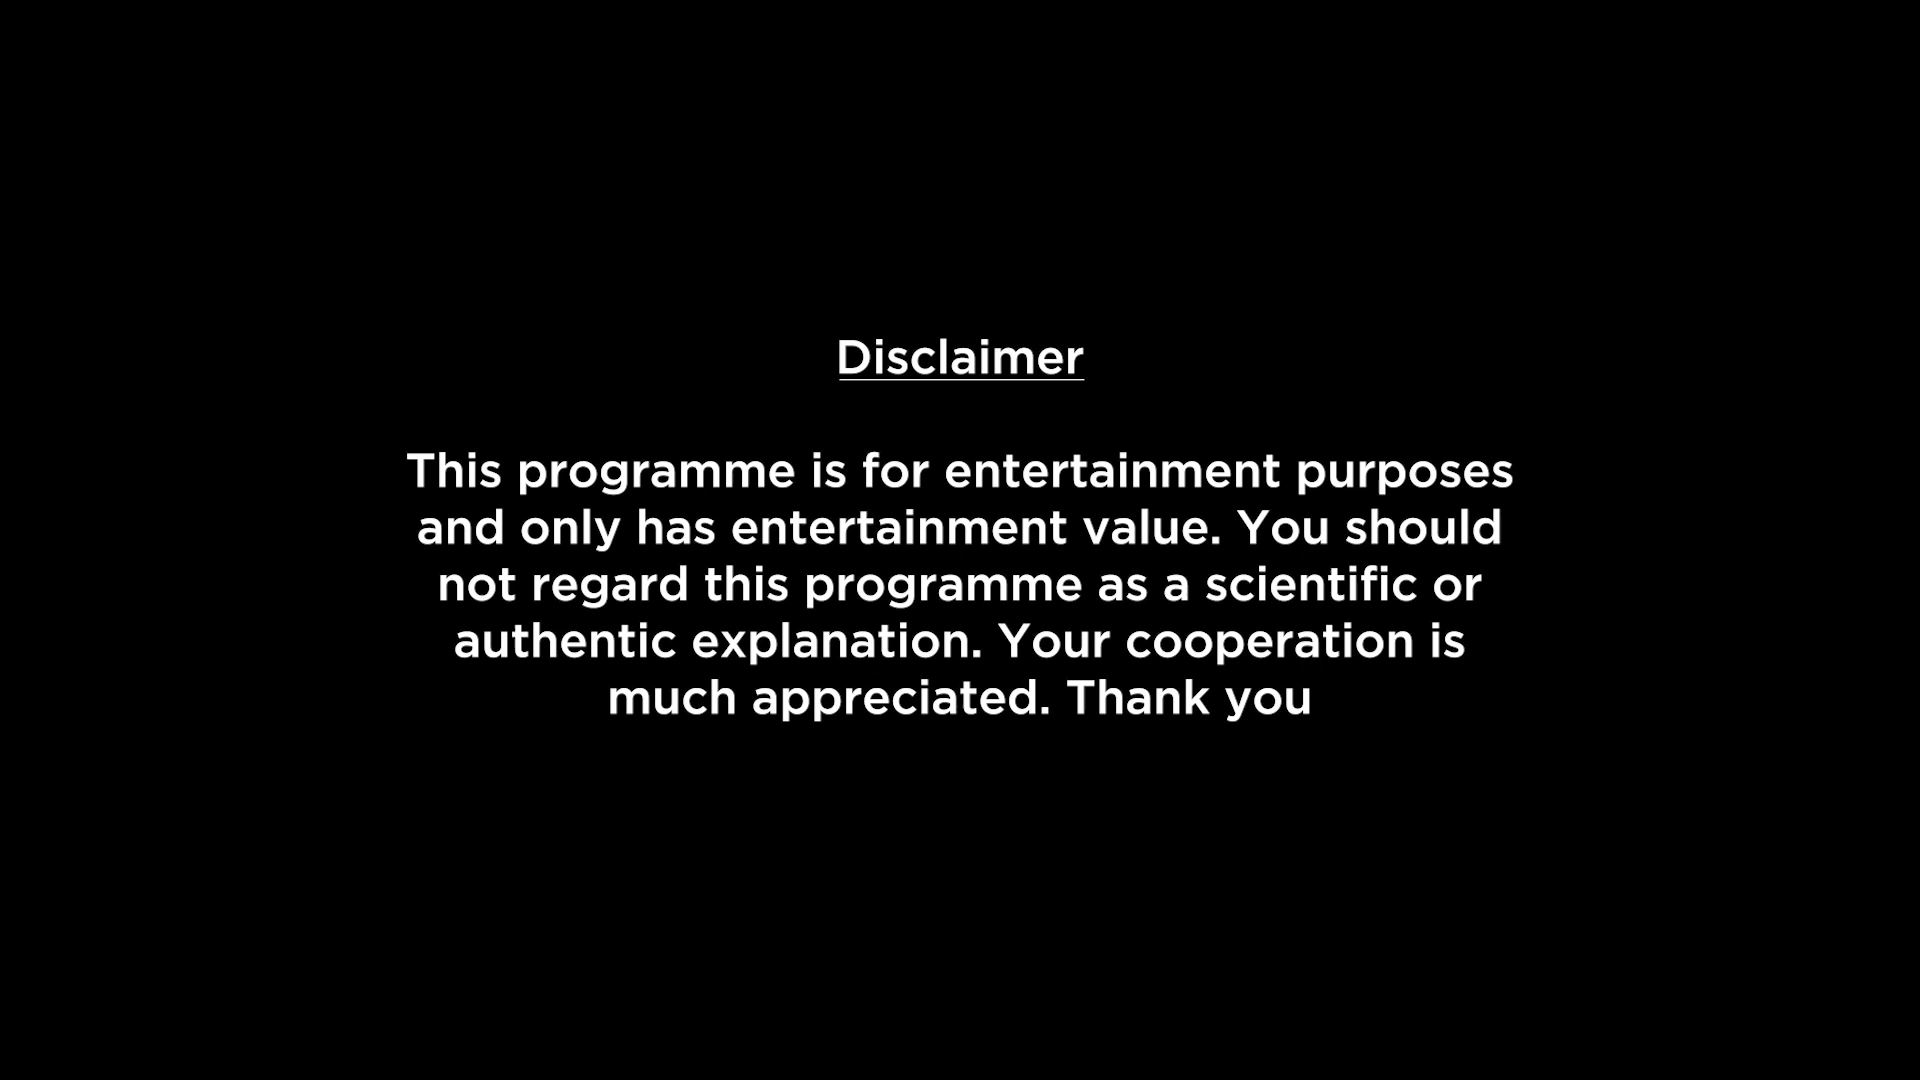 Disclaimer
This programme is for entertainment purposes
and only has entertainment value. You should
not regard this programme as a scientific or
authentic explanation. Your cooperation is
much appreciated. Thank you